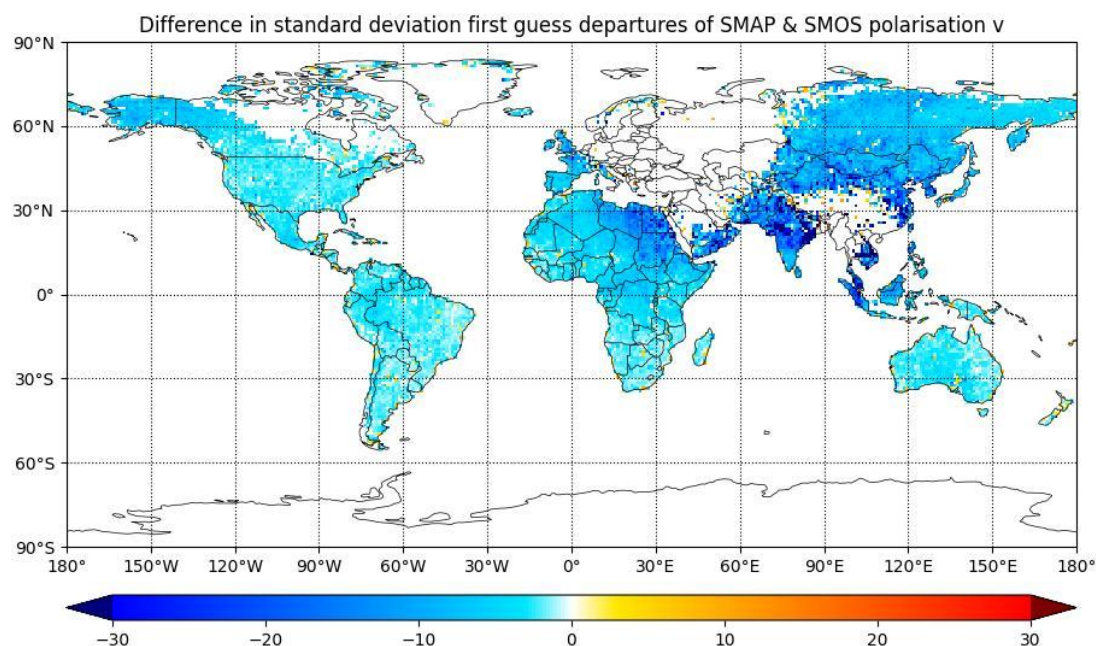 Difference in standard deviation first guess departures of SMAP & SMOS polarisation v
90°N
60°N
30°N
0°
30°S
60°S
90°S
180° 150°W 120°W 90°W 60°W 30°W 0° 30°E 60°E 90°E 120°E 150°E 180°
−30 −20 −10 0 10 20 30